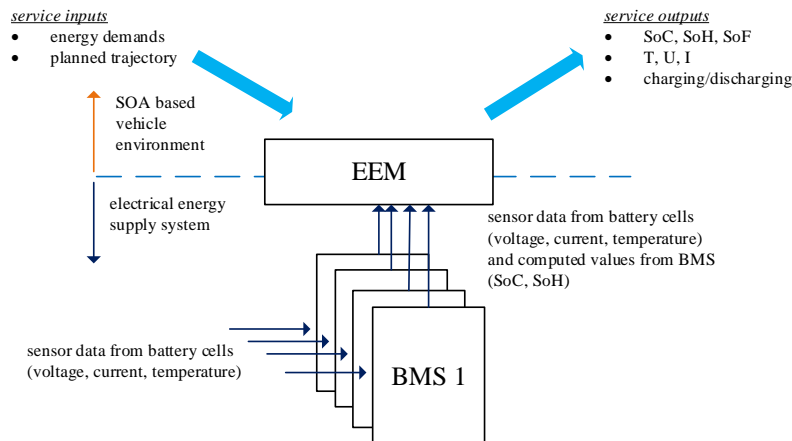 service inputs
• energy demands
• planned trajectory
service outputs
• SoC, SoH, SoF
• T, U, I
• charging/discharging
SOA based
vehicle
environment
EEM
electrical energy
supply system
sensor data from battery cells
(voltage, current, temperature)
and computed values from BMS
(SoC, SoH)
sensor data from battery cells
(voltage, current, temperature)
BMS 1